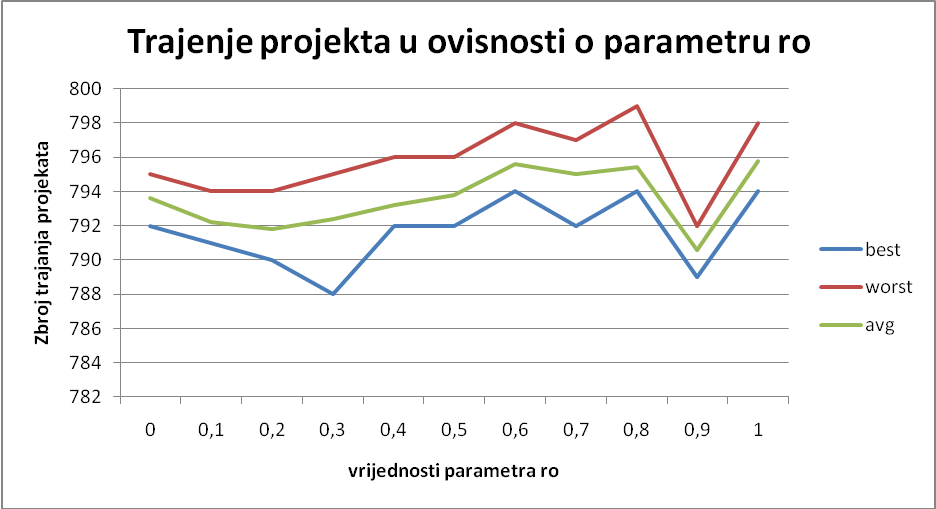 Trajenje projekta u ovisnosti o parametru ro
Zbroj trajanja projekata
800
798
796
794
792
790
788
786
784
782
0 0,1 0,2 0,3 0,4 0,5 0,6 0,7 0,8 0,9 1
vrijednosti parametra ro
best
worst
avg